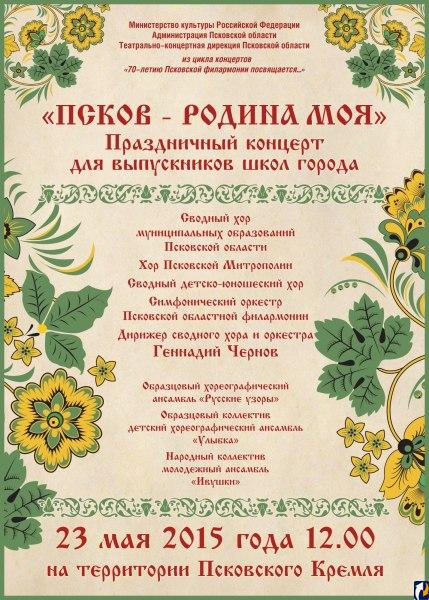 Министерство культуры Российской Федерации
Администрация Псковской области
Театрально-концертная дирекция Псковской области
из цикла концертов
"70-летию Псковской филармонии посвящается..."
«Псков - Родина моя»
Праздничный концерт
для выпускников школ города
Сводный хор
муниципальных образований
Псковской области
Хор Псковской Митрополии
Сводный детско-юношеский хор
Симфонический оркестр
Псковской областной филармонии
Дирижер сводного хора и оркестра
Геннадий Чернов
Образцовый хореографический
ансамбль «Русские узоры»
Образцовый коллектив
детский хореографический ансамбль
«Улыбка»
Народный коллектив
молодежный ансамбль
«Ивушки»
23 мая 2015 года 12.00
на территории Псковского Кремля